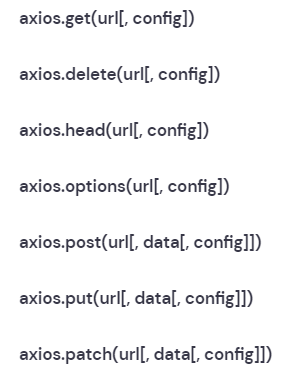 axios.get(url[, config])
axios.delete(url[, config])
axios.head(url[, config])
axios.options(url[, config])
axios.post(url[, data[, config]])
axios.put(url[, data[, config]])
axios.patch(url[, data[, config]])